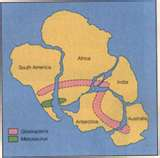 Africa
South America
India
Antarctica
Australia
Glossopteris
Mesosaurus